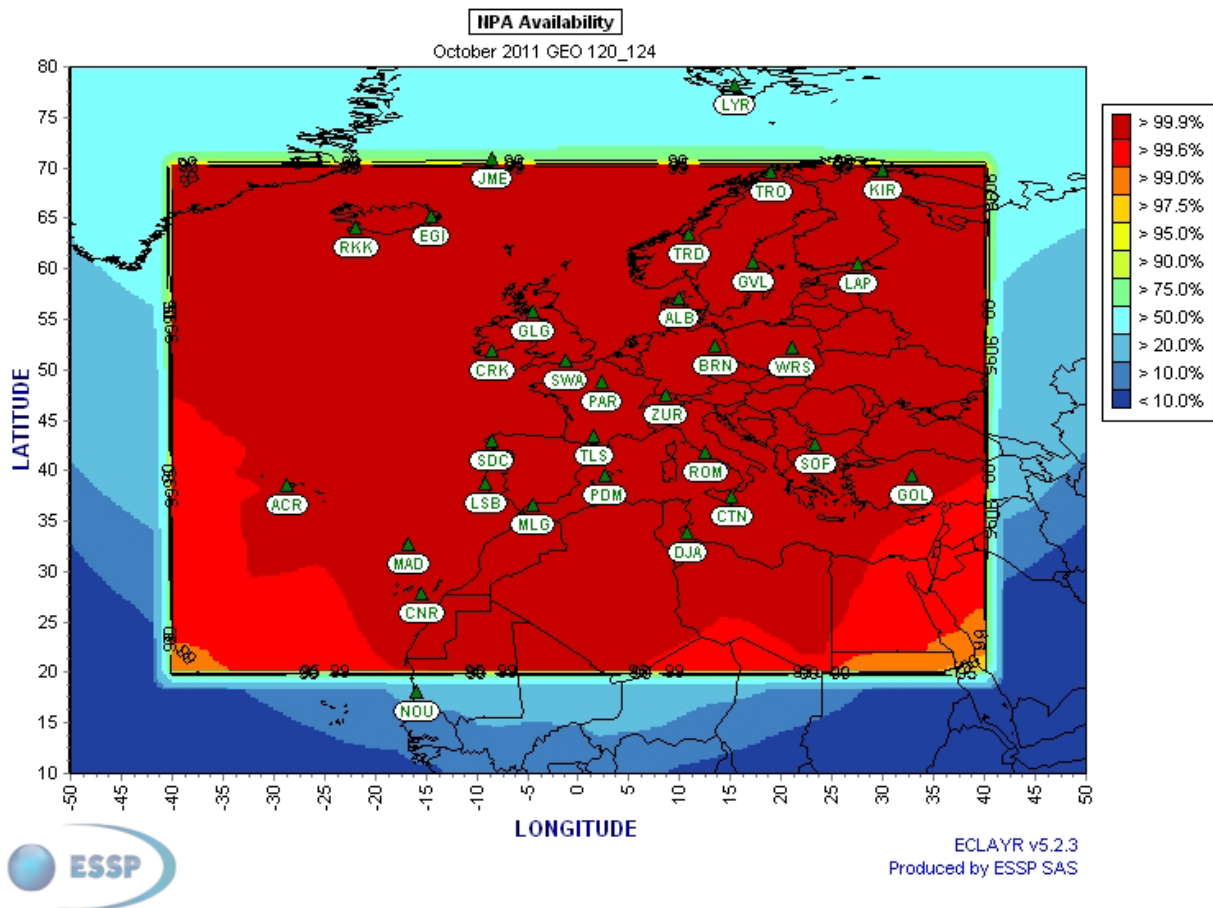 NPA Availability
October 2011 GEO 120_124
80
75
70
65
60
55
50
45
40
35
30
25
20
15
10
LATITUDE
-50 -45 -40 -35 -30 -25 -20 -15 -10 -5 0 5 10 15 20 25 30 35 40 45 50
LONGITUDE
LYR
JME
TRO
KIR
RKK
EGI
TRD
GVL
LAP
GLG
ALB
CRK
SWA
BRN
WRS
PAR
ZUR
SDC
TLS
ROM
SOF
ACR
LSB
PDM
GOL
MLG
CTN
DJA
MAD
CNR
NOU
> 99.9%
> 99.6%
> 99.0%
> 97.5%
> 95.0%
> 90.0%
> 75.0%
> 50.0%
> 20.0%
> 10.0%
< 10.0%
ESSP
ECLAYR v5.2.3
Produced by ESSP SAS